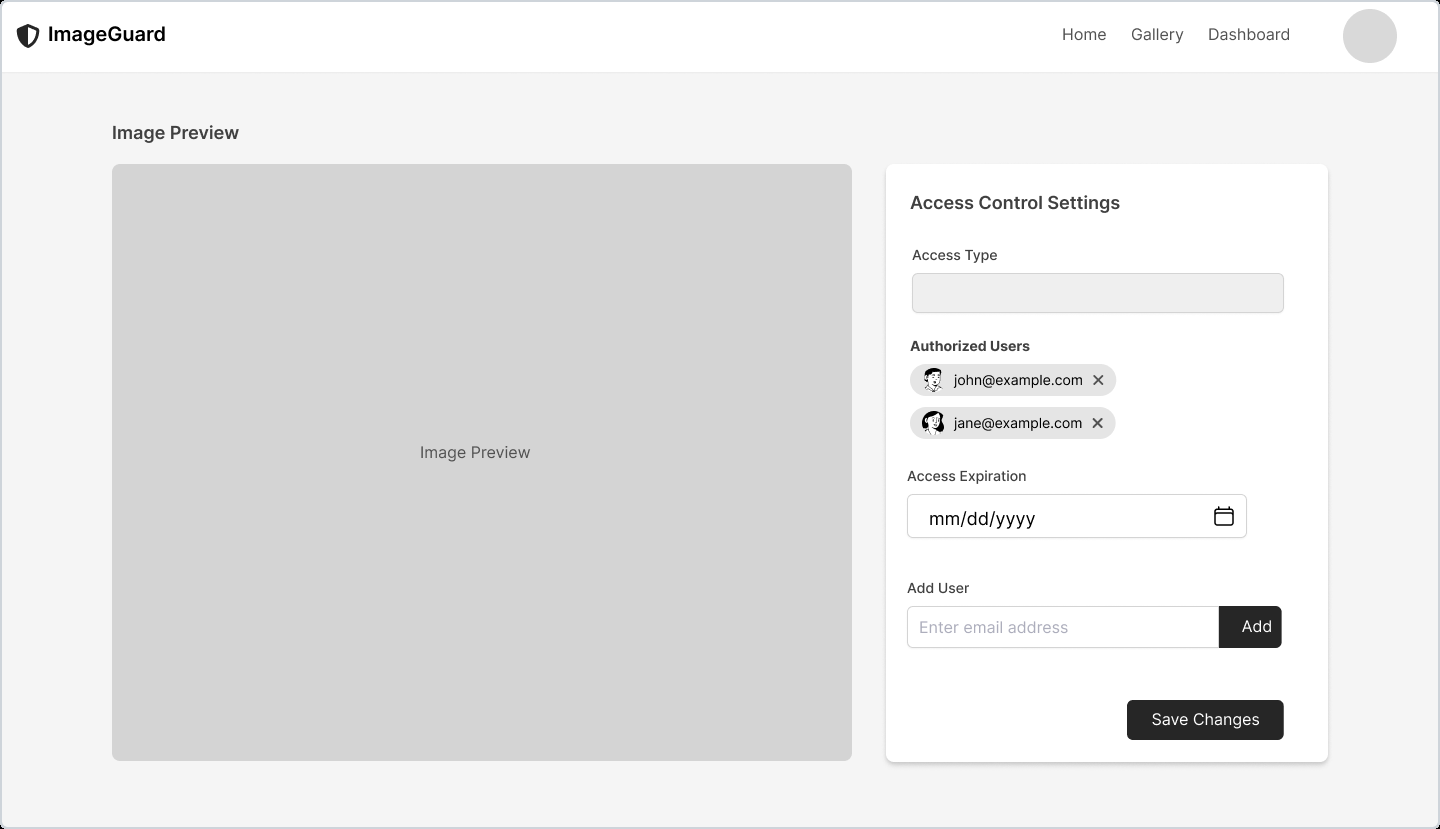 ImageGuard
Home Gallery Dashboard
Image Preview
Image Preview
Access Control Settings
Access Type
Authorized Users
john@example.com
jane@example.com
Access Expiration
mm/dd/yyyy
Add User
Enter email address Add
Save Changes